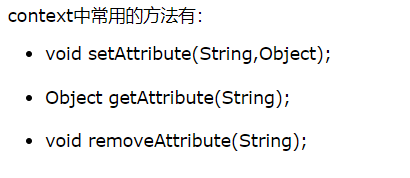 context中常用的方法有：
• void setAttribute(String,Object);
• Object getAttribute(String);
• void removeAttribute(String);